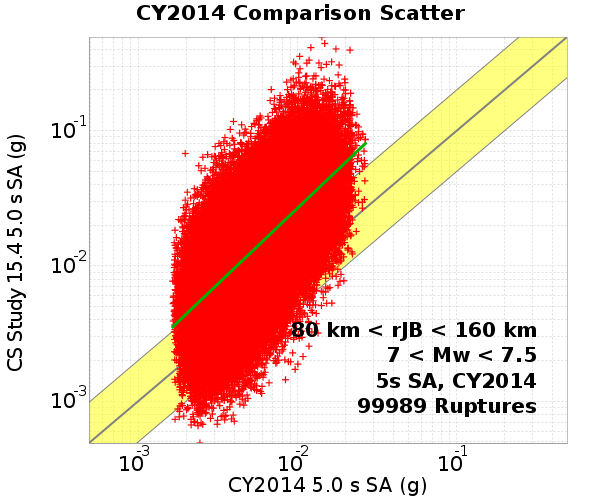 CY2014 Comparison Scatter
CS Study 15.4 5.0 s SA (g)
10-1
10-2
10-3
80 km < rJB < 160 km
7 < Mw < 7.5
5s SA, CY2014
99989 Ruptures
10-3 10-2 10-1
CY2014 5.0 s SA (g)